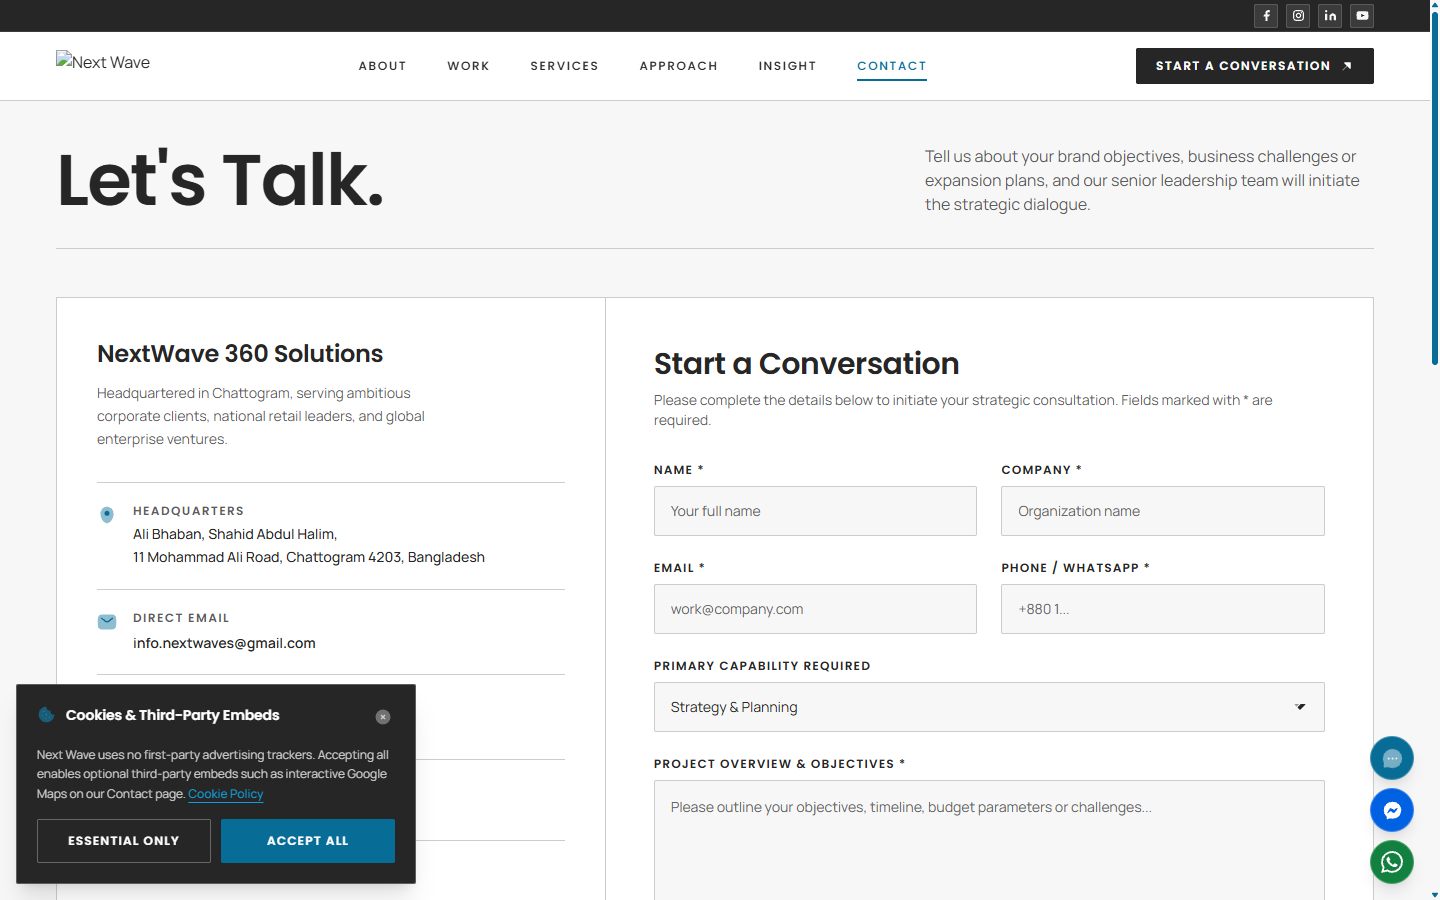 Next Wave
ABOUT
WORK
SERVICES
APPROACH
INSIGHT
CONTACT
START A CONVERSATION
Let's Talk.
Tell us about your brand objectives, business challenges or
expansion plans, and our senior leadership team will initiate
the strategic dialogue.
NextWave 360 Solutions
Headquartered in Chattogram, serving ambitious
corporate clients, national retail leaders, and global
enterprise ventures.
HEADQUARTERS
Ali Bhaban, Shahid Abdul Halim,
11 Mohammad Ali Road, Chattogram 4203, Bangladesh
DIRECT EMAIL
info.nextwaves@gmail.com
Start a Conversation
Please complete the details below to initiate your strategic consultation. Fields marked with * are
required.
NAME *
Your full name
COMPANY *
Organization name
EMAIL *
work@company.com
PHONE / WHATSAPP *
+880 1...
PRIMARY CAPABILITY REQUIRED
Strategy & Planning
PROJECT OVERVIEW & OBJECTIVES *
Please outline your objectives, timeline, budget parameters or challenges...
Cookies & Third-Party Embeds
Next Wave uses no first-party advertising trackers. Accepting all
enables optional third-party embeds such as interactive Google
Maps on our Contact page. Cookie Policy
ESSENTIAL ONLY
ACCEPT ALL